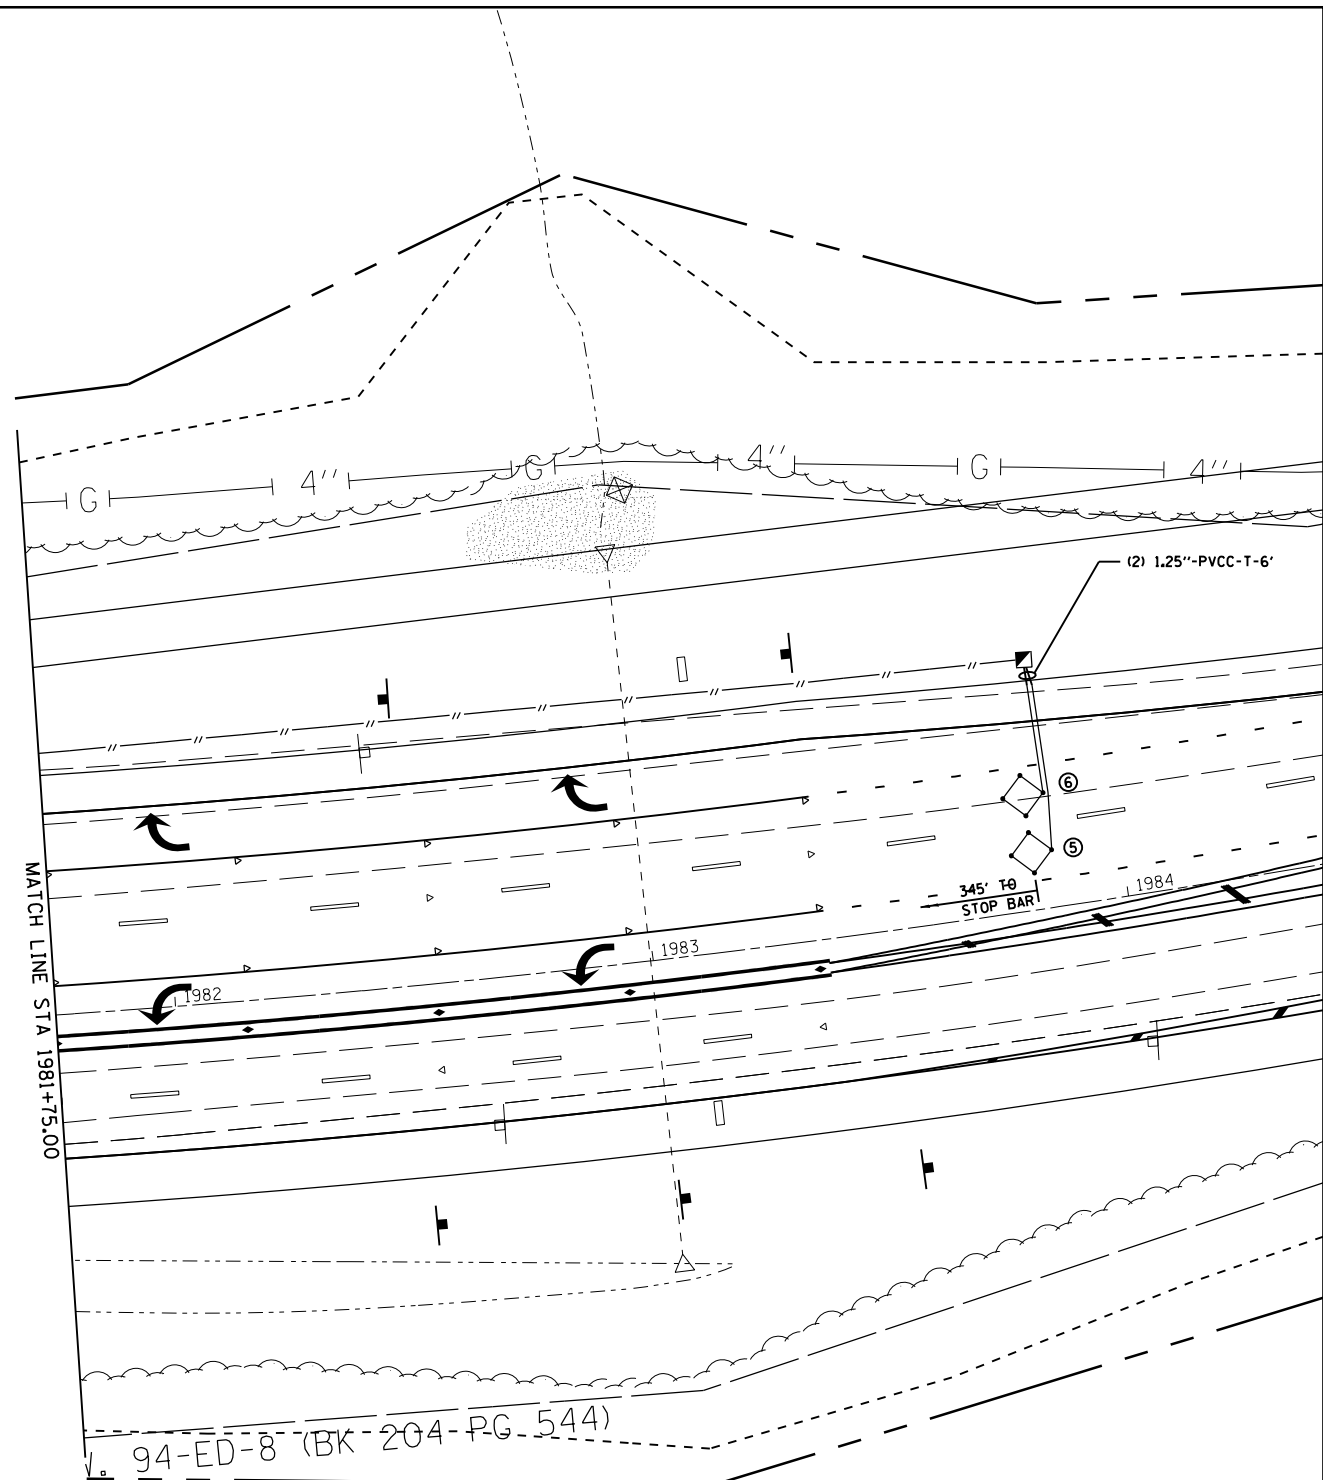 G
4''
G
4''
G
4''
(2) 1.25''-PVCC-T-6'
6
5
345' TO
STOP BAR
1984
1983
1982
MATCH LINE STA 1981+75.00
94-ED-8 (BK 204-PG 544)